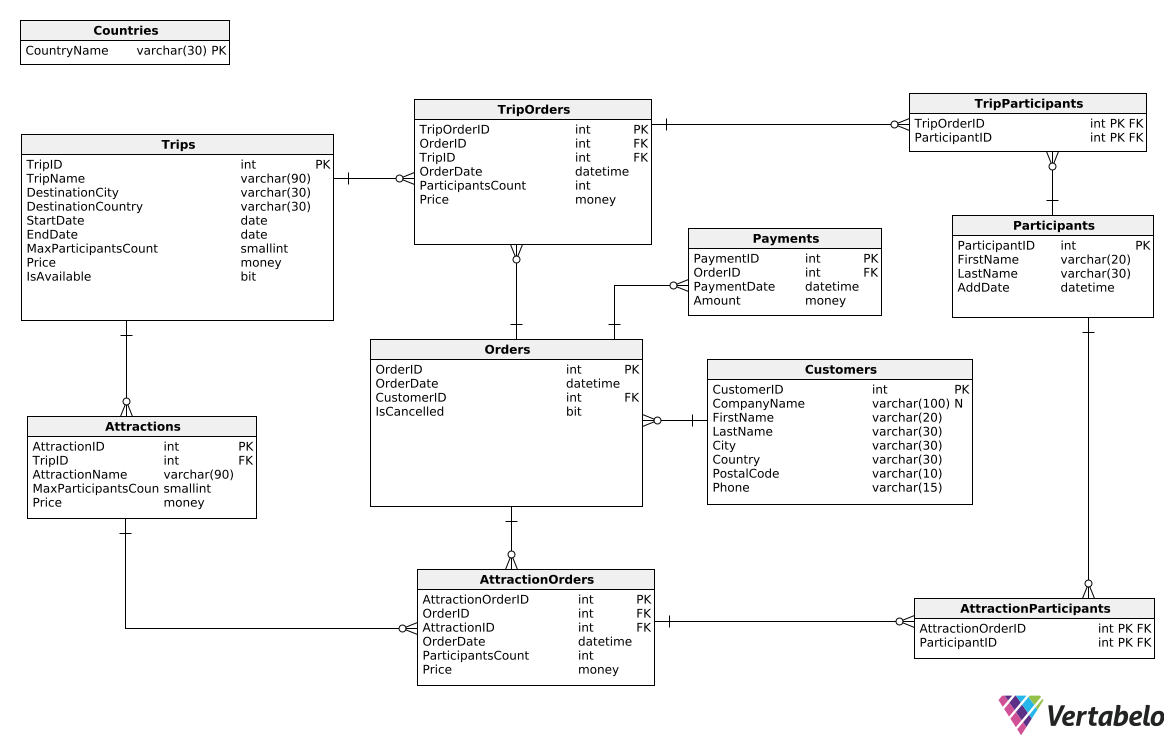 Countries
CountryName varchar(30) PK
TripOrders
TripOrderID int PK
OrderID int FK
TripID int FK
OrderDate datetime
ParticipantsCount int
Price money
TripParticipants
TripOrderID int PK FK
ParticipantID int PK FK
Trips
TripID int PK
TripName varchar(90)
DestinationCity varchar(30)
DestinationCountry varchar(30)
StartDate date
EndDate date
MaxParticipantsCount smallint
Price money
IsAvailable bit
Participants
ParticipantID int PK
FirstName varchar(20)
LastName varchar(30)
AddDate datetime
Payments
PaymentID int PK
OrderID int FK
PaymentDate datetime
Amount money
Orders
OrderID int PK
OrderDate datetime
CustomerID int FK
IsCancelled bit
Customers
CustomerID int PK
CompanyName varchar(100) N
FirstName varchar(20)
LastName varchar(30)
City varchar(30)
Country varchar(30)
PostalCode varchar(10)
Phone varchar(15)
Attractions
AttractionID int PK
TripID int FK
AttractionName varchar(90)
MaxParticipantsCoun smallint
Price money
AttractionOrders
AttractionOrderID int PK
OrderID int FK
AttractionID int FK
OrderDate datetime
ParticipantsCount int
Price money
AttractionParticipants
AttractionOrderID int PK FK
ParticipantID int PK FK
Vertabelo